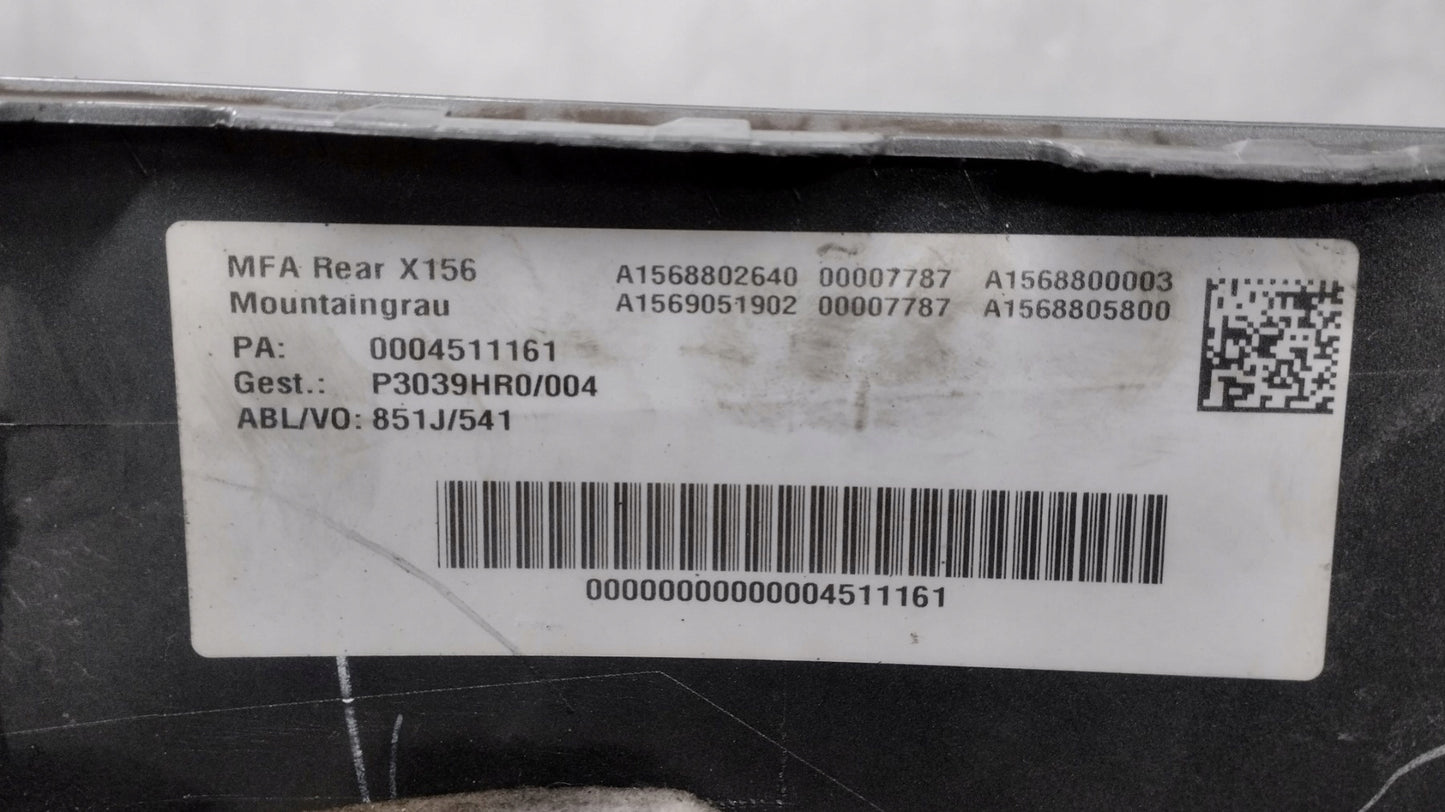 MFA Rear X156 A1568802640 00007787 A1568800003
Mountaingrau A1569051902 00007787 A1568805800
PA: 0004511161
Gest.: P3039HR0/004
ABL/VO: 851J/541
00000000000004511161